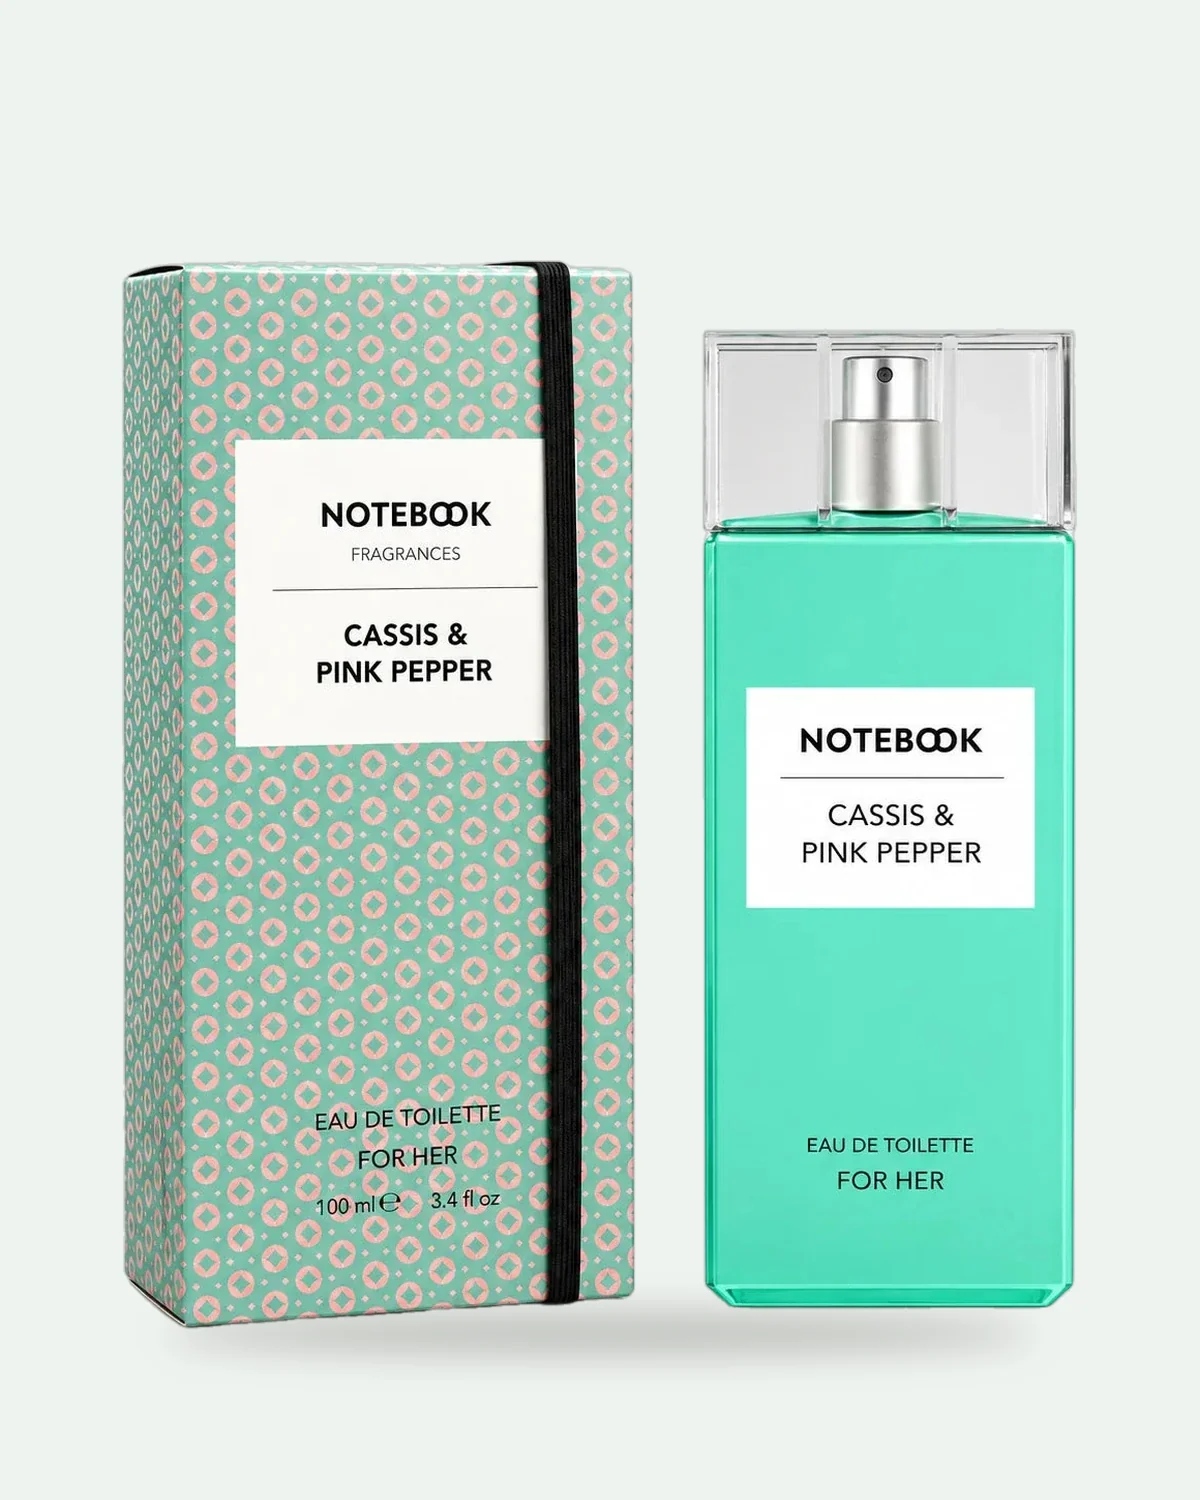 NOTEBOOK
FRAGRANCES
CASSIS &
PINK PEPPER
EAU DE TOILETTE
FOR HER
100 ml ℮ 3.4 fl oz
NOTEBOOK
CASSIS &
PINK PEPPER
EAU DE TOILETTE
FOR HER